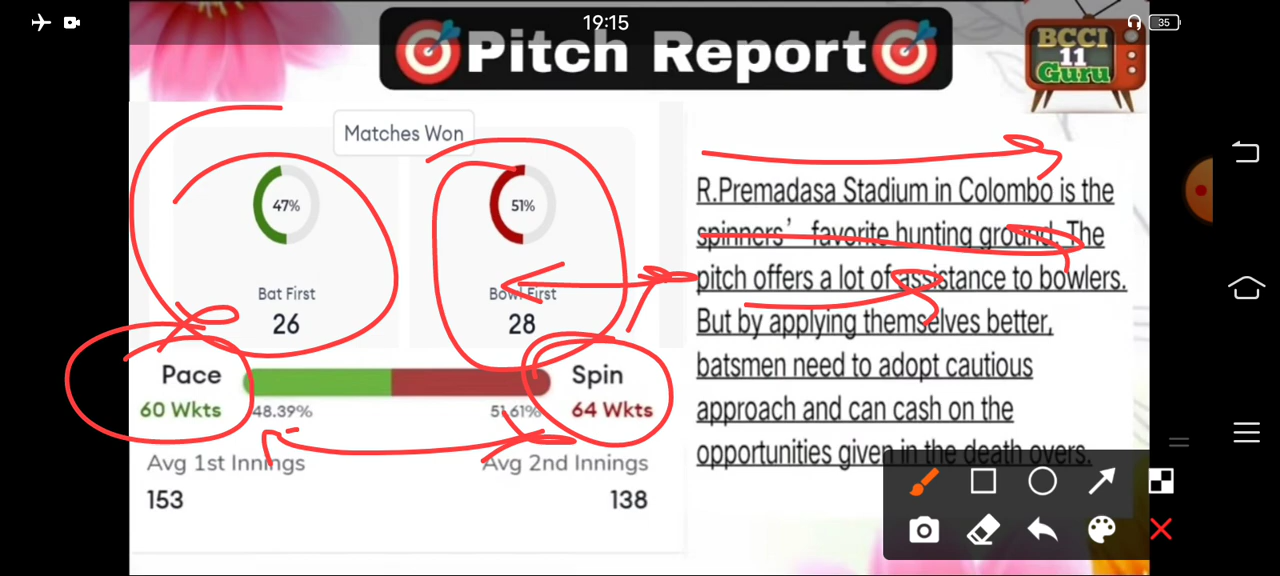 19:15
35
Pitch Report
BCCI
11
Guru
Matches Won
47%
51%
Bat First
Bowl First
26
28
Pace
Spin
60 Wkts
64 Wkts
48.39%
51.61%
Avg 1st Innings
Avg 2nd Innings
153
138
R.Premadasa Stadium in Colombo is the
spinners’ favorite hunting ground. The
pitch offers a lot of assistance to bowlers.
But by applying themselves better,
batsmen need to adopt cautious
approach and can cash on the
opportunities given in the death overs.